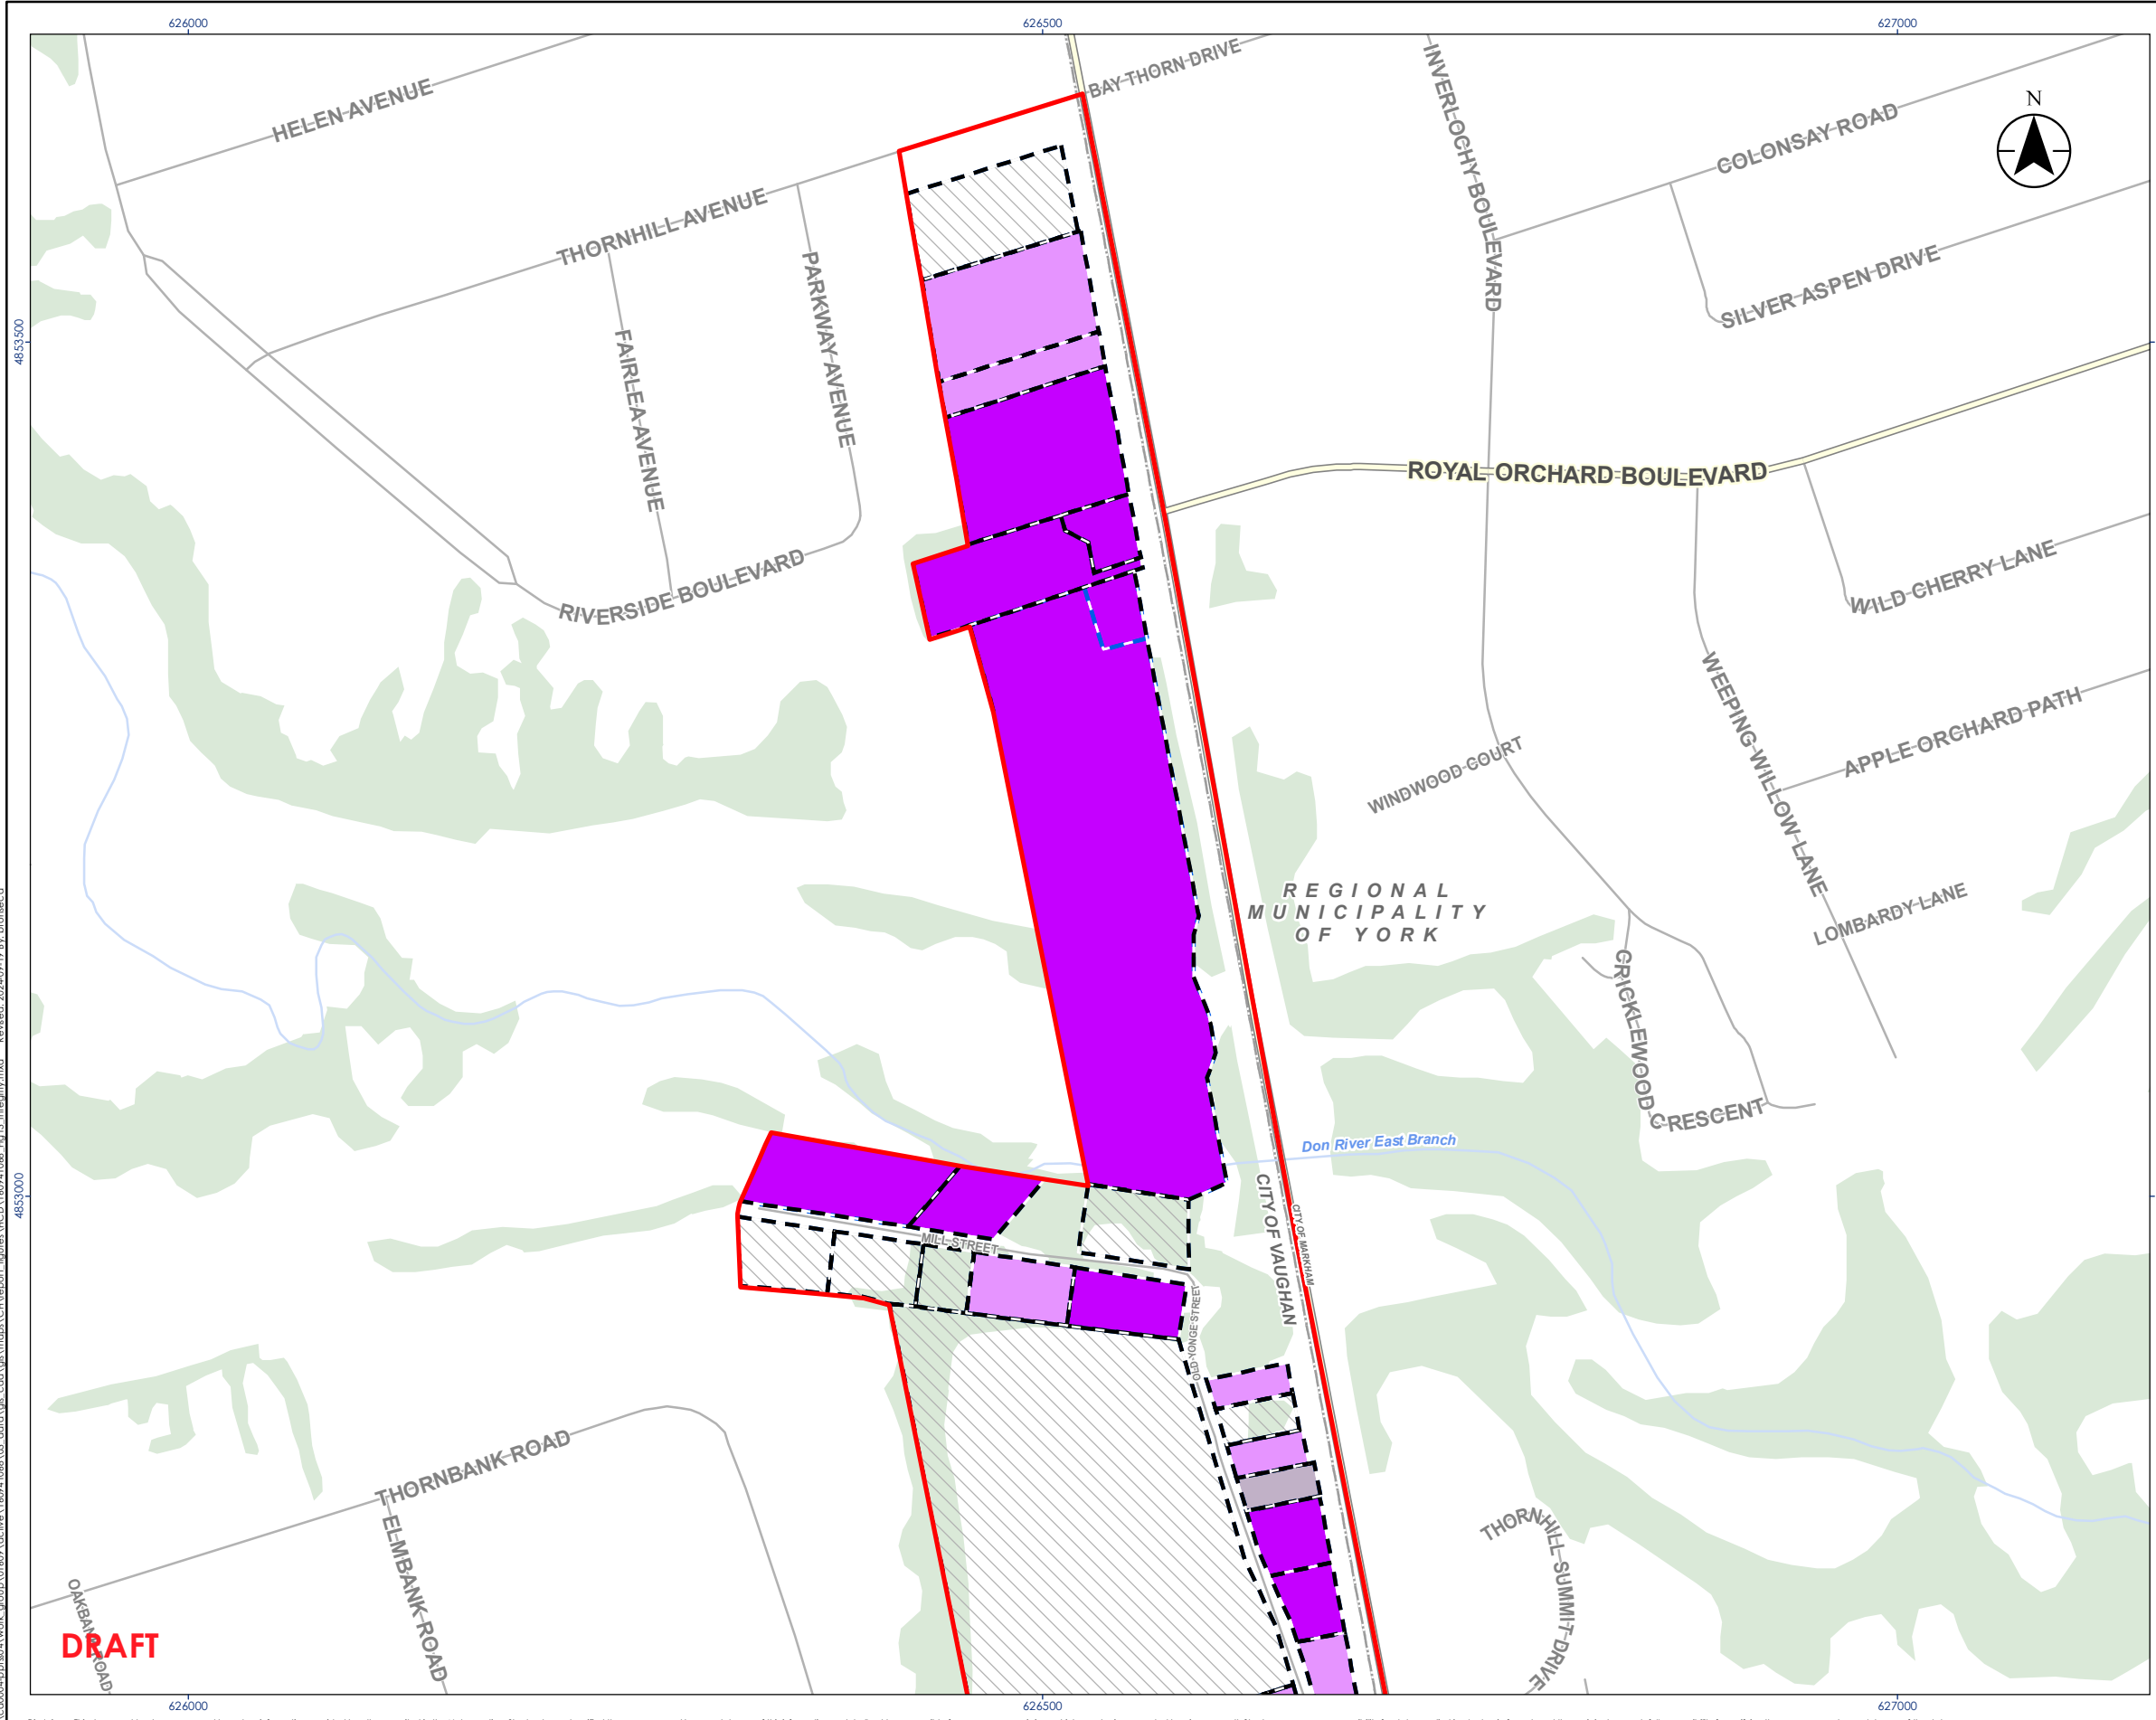 626000
626500
627000
HELEN AVENUE
BAY THORN DRIVE
INVERLOCHY BOULEVARD
COLONSAY ROAD
N
THORNHILL AVENUE
PARKWAY AVENUE
SILVER ASPEN DRIVE
4853500
FAIRLEA AVENUE
ROYAL ORCHARD BOULEVARD
RIVERSIDE BOULEVARD
WILD CHERRY LANE
WEEPING WILLOW LANE
APPLE ORCHARD PATH
WINDWOOD COURT
REGIONAL
MUNICIPALITY
OF YORK
LOMBARDY LANE
CRICKLEWOOD
CRESCENT
Don River East Branch
4853000
CITY OF VAUGHAN
CITY OF MARKHAM
MILL STREET
OLD YONGE STREET
THORNBANK ROAD
ELMBANK ROAD
THORNHILL SUMMIT DRIVE
OAKBANK ROAD
DRAFT
626000
626500
627000